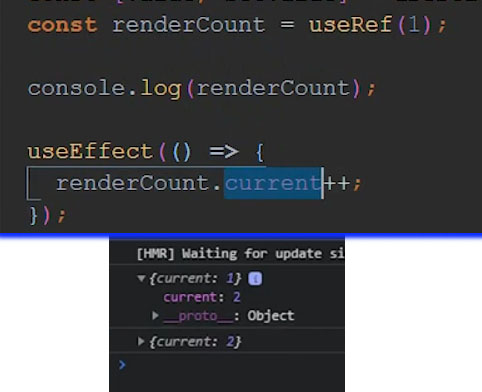 const renderCount = useRef(1);
console.log(renderCount);
useEffect(() => {
renderCount.current++;
});
[HMR] Waiting for update si
▼{current: 1} i
current: 2
▶__proto__: Object
▶{current: 2}
>